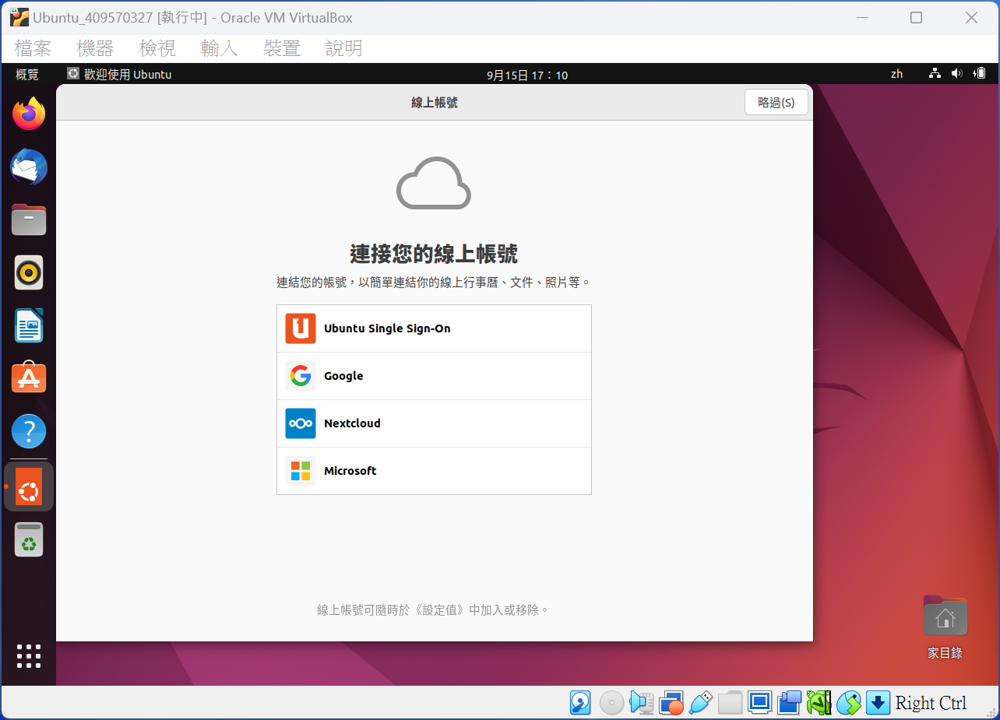 Ubuntu_409570327 [執行中] - Oracle VM VirtualBox
檔案 機器 檢視 輸入 裝置 說明
概覽 歡迎使用 Ubuntu 9月15日 17：10 zh
線上帳號 略過(S)
連接您的線上帳號
連結您的帳號，以簡單連結你的線上行事曆、文件、照片等。
Ubuntu Single Sign-On
Google
Nextcloud
Microsoft
線上帳號可隨時於《設定值》中加入或移除。
家目錄
Right Ctrl